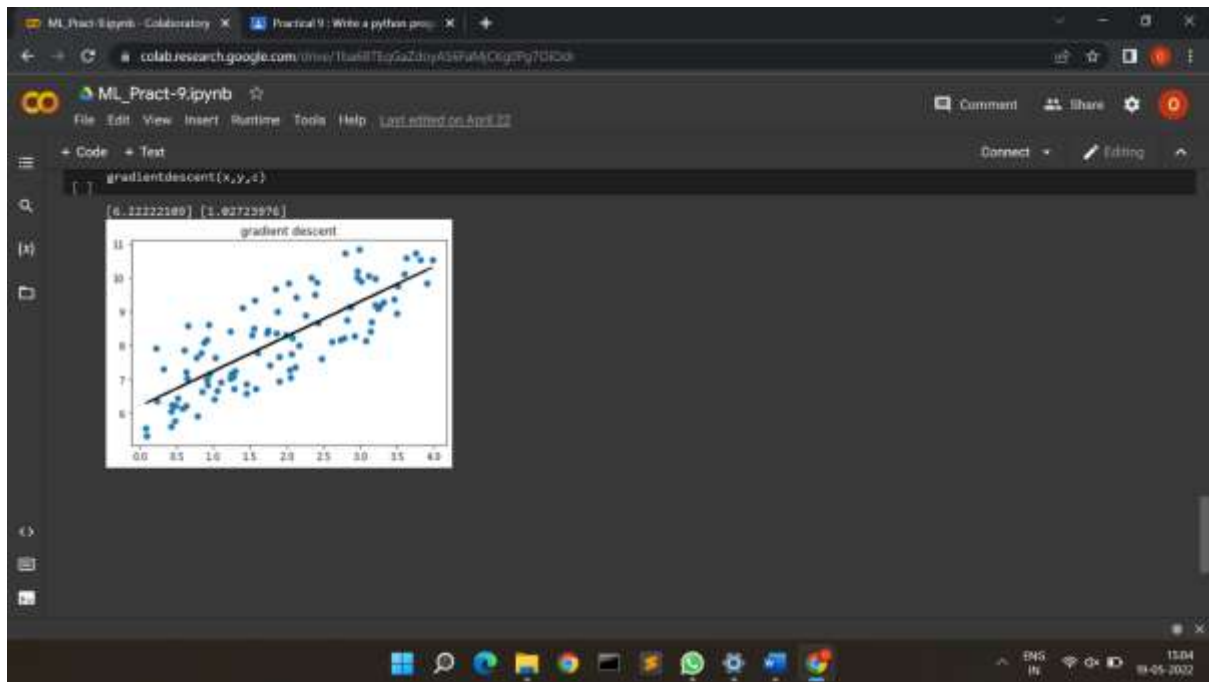 ML_Pract-9.ipynb - Colaboratory
Practical 9 : Write a python prog
colab.research.google.com
ML_Pract-9.ipynb
File Edit View Insert Runtime Tools Help Last edited on April 22
Comment Share
+ Code + Text
Connect Editing
gradientdescent(x,y,c)
[ ]
[6.22222109] [1.02723976]
gradient descent
11
10
9
8
7
6
0.0 0.5 1.0 1.5 2.0 2.5 3.0 3.5 4.0
ENG
IN
15:04
19-05-2022